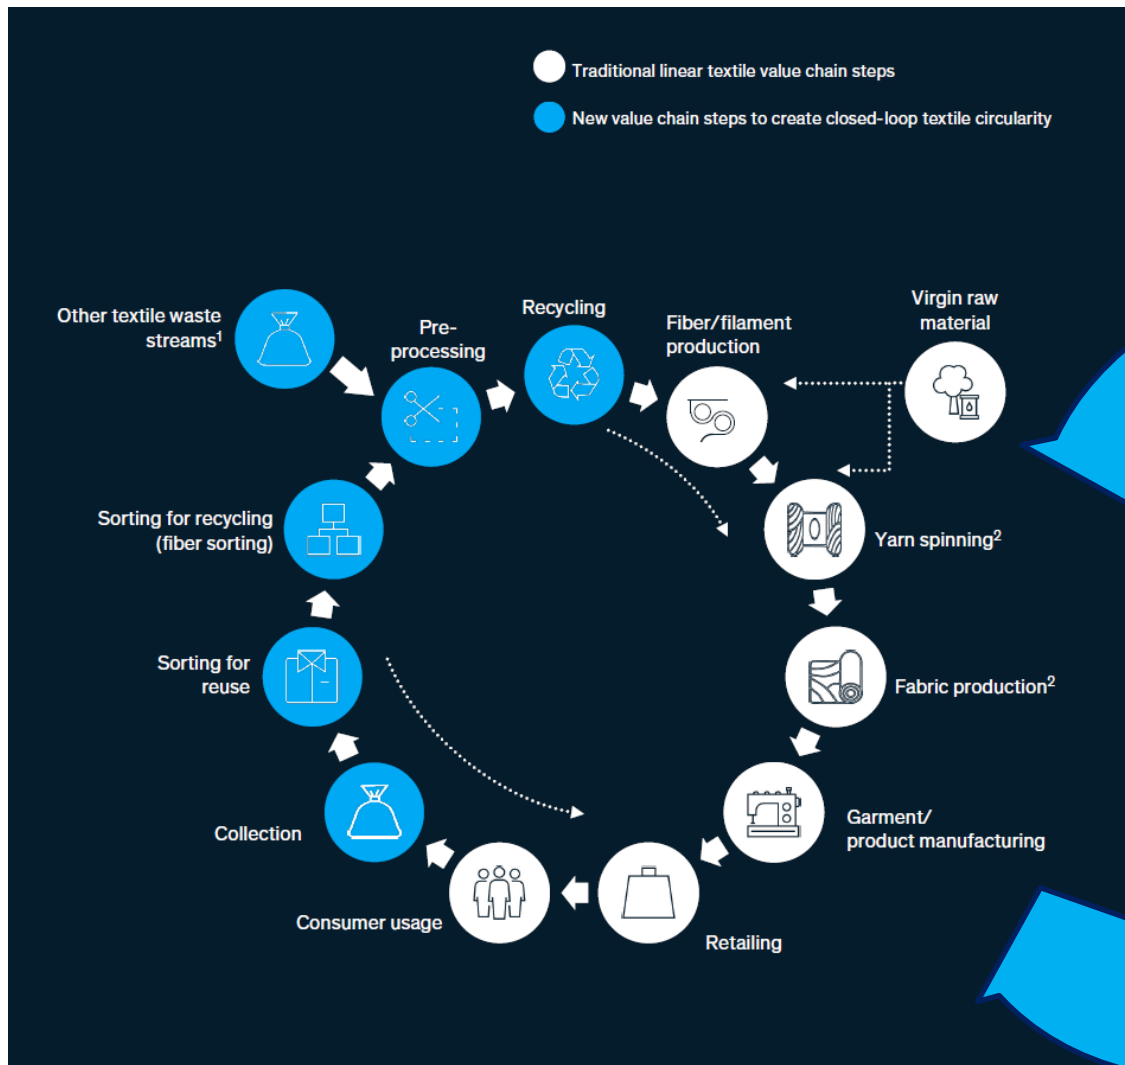 Traditional linear textile value chain steps
New value chain steps to create closed-loop textile circularity
Other textile waste
streams¹
Pre-
processing
Recycling
Fiber/filament
production
Virgin raw
material
Sorting for recycling
(fiber sorting)
Yarn spinning²
Sorting for
reuse
Fabric production²
Collection
Garment/
product manufacturing
Consumer usage
Retailing